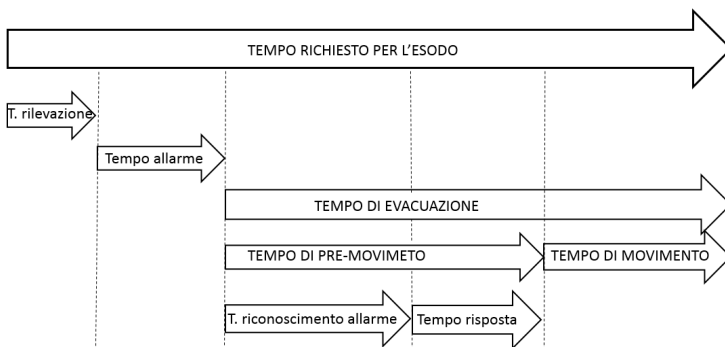 TEMPO RICHIESTO PER L'ESODO
T. rilevazione
Tempo allarme
TEMPO DI EVACUAZIONE
TEMPO DI PRE-MOVIMETO
TEMPO DI MOVIMENTO
T. riconoscimento allarme
Tempo risposta